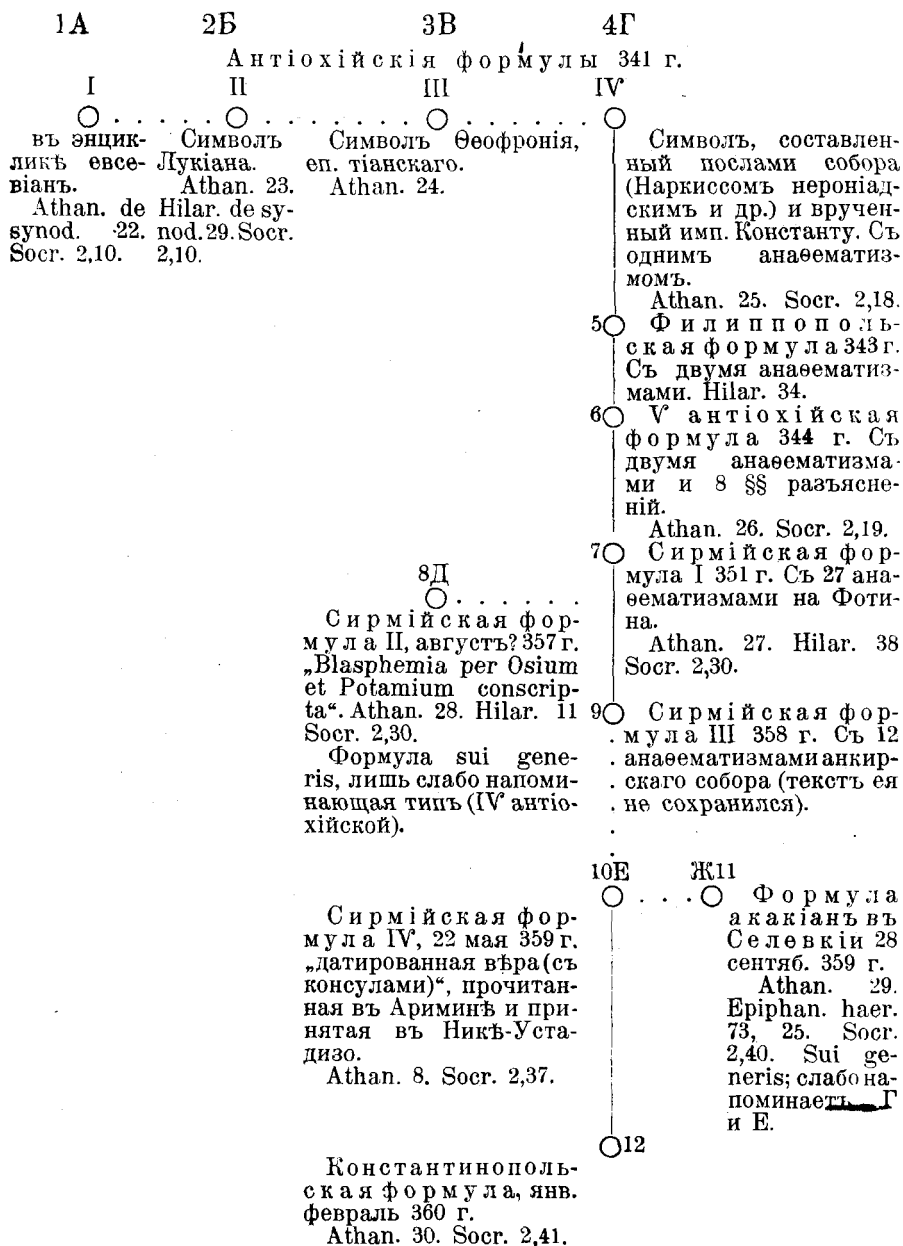 1А 2Б 3В 4Г
Антіохійскія формулы 341 г.
I II III IV
въ энцик-
ликѣ евсе-
віанъ.
Athan. de
synod. 22.
Socr. 2,10.
Символъ
Лукіана.
Athan. 23.
Hilar. de sy-
nod. 29. Socr.
2,10.
Символъ Ѳеофронія,
еп. тіанскаго.
Athan. 24.
Символъ, составлен-
ный послами собора
(Наркиссомъ нероніад-
скимъ и др.) и вручен-
ный имп. Константу. Съ
однимъ анаѳематиз-
момъ.
Athan. 25. Socr. 2,18.
5 Филиппополь-
ская формула 343 г.
Съ двумя анаѳематиз-
мами. Hilar. 34.
6 V антіохійская
формула 344 г. Съ
двумя анаѳематизма-
ми и 8 §§ разъясне-
ній.
Athan. 26. Socr. 2,19.
7 Сирмійская фор-
мула I 351 г. Съ 27 ана-
ѳематизмами на Фоти-
на.
Athan. 27. Hilar. 38
Socr. 2,30.
8Д
Сирмійская фор-
мула II, августъ? 357 г.
„Blasphemia per Osium
et Potamium conscrip-
ta“. Athan. 28. Hilar. 11
Socr. 2,30.
Формула sui gene-
ris, лишь слабо напоми-
нающая типъ (IV антіо-
хійской).
9 Сирмійская фор-
мула III 358 г. Съ 12
анаѳематизмами анкир-
скаго собора (текстъ ея
не сохранился).
10Е Ж11
Сирмійская фор-
мула IV, 22 мая 359 г.
„датированная вѣра (съ
консулами)“, прочитан-
ная въ Ариминѣ и при-
нятая въ Никѣ-Уста-
дизо.
Athan. 8. Socr. 2,37.
Формула
акакіанъ въ
Селевкіи 28
сентяб. 359 г.
Athan. 29.
Epiphan. haer.
73, 25. Socr.
2,40. Sui ge-
neris; слабо на-
поминаетъ Г
и Е.
12
Константинополь-
ская формула, янв.
февраль 360 г.
Athan. 30. Socr. 2,41.